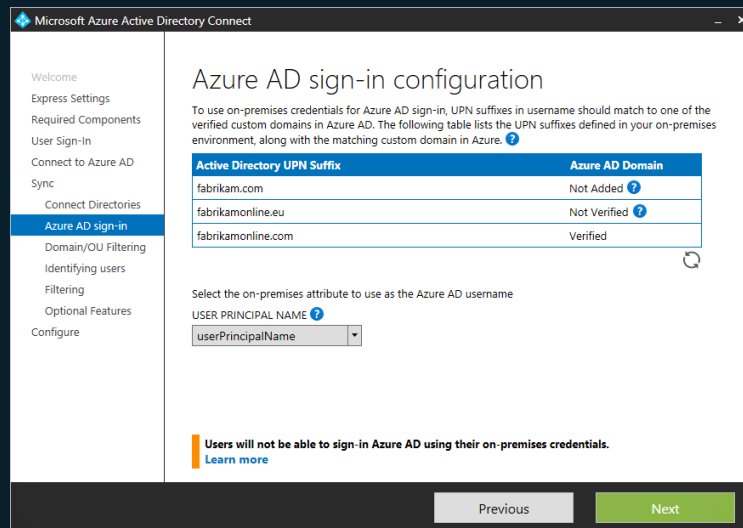 Microsoft Azure Active Directory Connect
Welcome
Express Settings
Required Components
User Sign-In
Connect to Azure AD
Sync
Connect Directories
Azure AD sign-in
Domain/OU Filtering
Identifying users
Filtering
Optional Features
Configure
Azure AD sign-in configuration
To use on-premises credentials for Azure AD sign-in, UPN suffixes in username should match to one of the
verified custom domains in Azure AD. The following table lists the UPN suffixes defined in your on-premises
environment, along with the matching custom domain in Azure. ?
Active Directory UPN Suffix Azure AD Domain
fabrikam.com Not Added ?
fabrikamonline.eu Not Verified ?
fabrikamonline.com Verified
Select the on-premises attribute to use as the Azure AD username
USER PRINCIPAL NAME ?
userPrincipalName
Users will not be able to sign-in Azure AD using their on-premises credentials.
Learn more
Previous Next